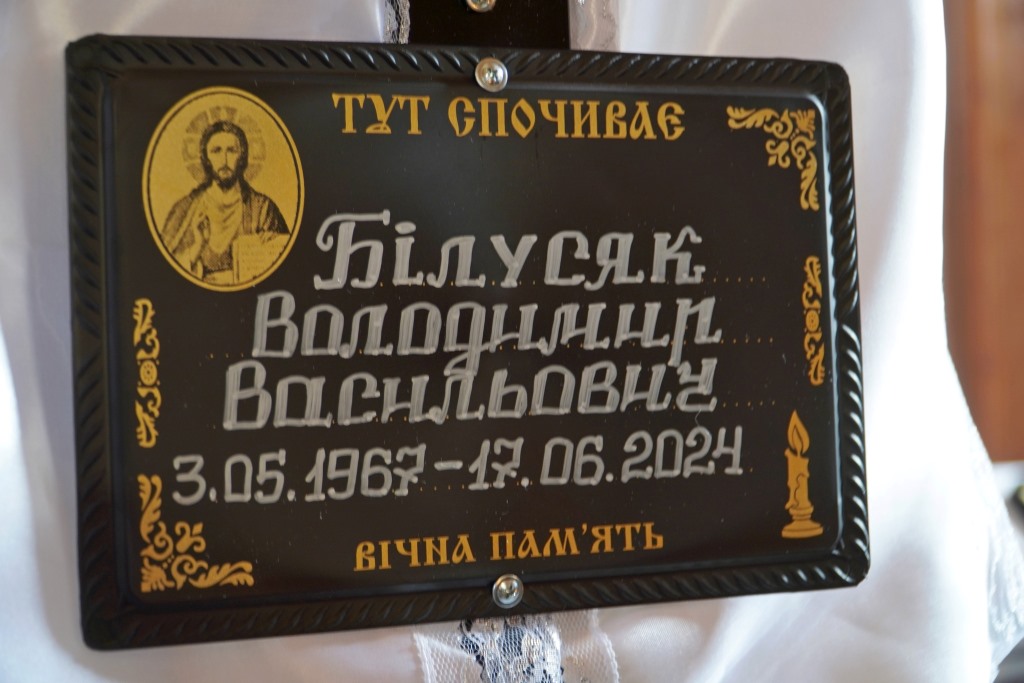 ТУТ СПОЧИВАЄ
Білусяк
Володимир
Васильович
3.05.1967-17.06.2024
ВІЧНА ПАМ'ЯТЬ